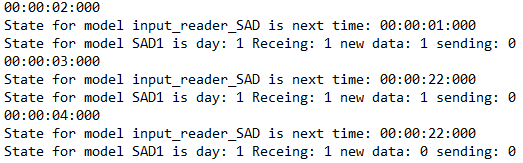 00:00:02:000
State for model input_reader_SAD is next time: 00:00:01:000
State for model SAD1 is day: 1 Receing: 1 new data: 1 sending: 0
00:00:03:000
State for model input_reader_SAD is next time: 00:00:22:000
State for model SAD1 is day: 1 Receing: 1 new data: 1 sending: 0
00:00:04:000
State for model input_reader_SAD is next time: 00:00:22:000
State for model SAD1 is day: 1 Receing: 1 new data: 0 sending: 0